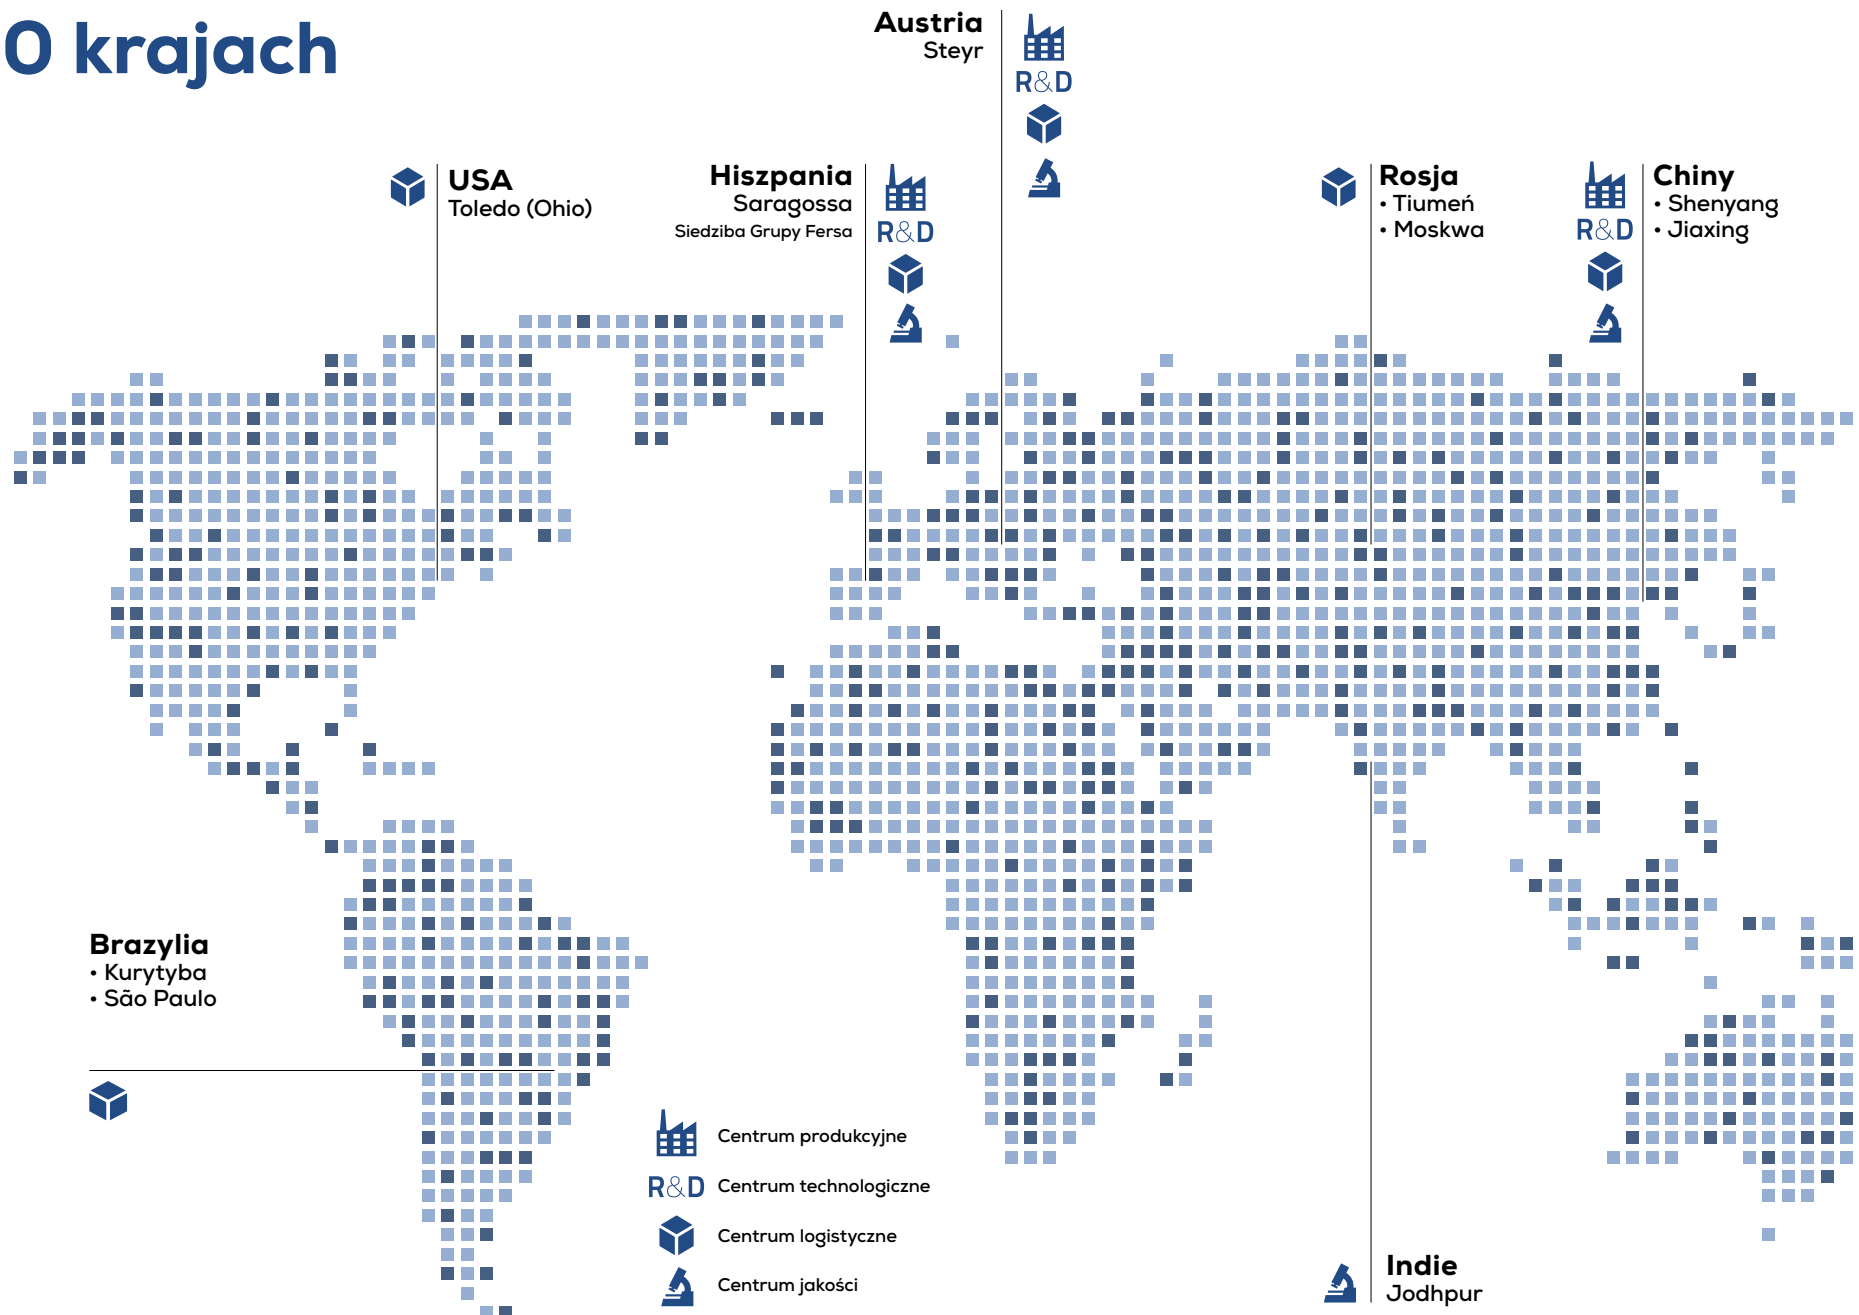 O krajach
Austria
Steyr
R&D
USA
Toledo (Ohio)
Hiszpania
Saragossa
Siedziba Grupy Fersa
R&D
Rosja
• Tiumeń
• Moskwa
R&D
Chiny
• Shenyang
• Jiaxing
Brazylia
• Kurytyba
• São Paulo
Centrum produkcyjne
R&D Centrum technologiczne
Centrum logistyczne
Centrum jakości
Indie
Jodhpur